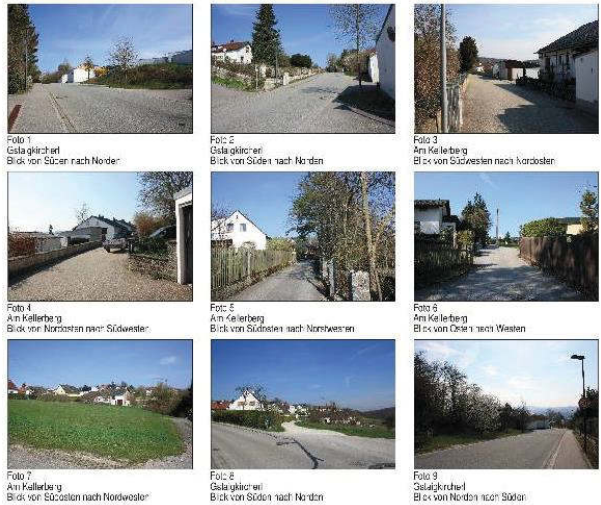 Foto 1
Gstaigkircherl
Blick von Süden nach Norden
Foto 2
Gstaigkircherl
Blick von Süden nach Norden
Foto 3
Am Kellerberg
Blick von Südwesten nach Nordosten
Foto 4
Am Kellerberg
Blick von Nordosten nach Südwesten
Foto 5
Am Kellerberg
Blick von Südosten nach Nordwesten
Foto 6
Am Kellerberg
Blick von Osten nach Westen
Foto 7
Am Kellerberg
Blick von Südosten nach Nordwesten
Foto 8
Gstaigkircherl
Blick von Süden nach Norden
Foto 9
Gstaigkircherl
Blick von Norden nach Süden